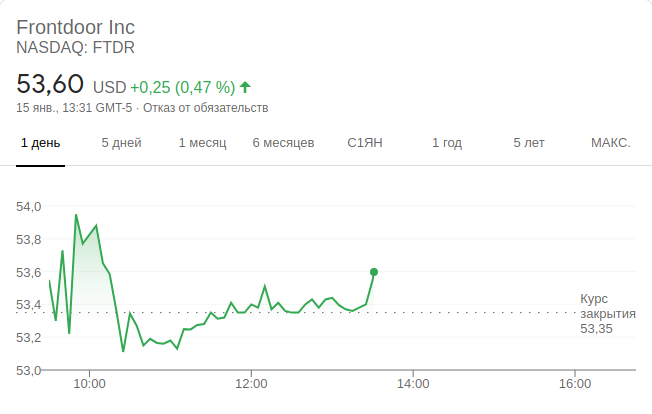 Frontdoor Inc
NASDAQ: FTDR
53,60 USD +0,25 (0,47 %)
15 янв., 13:31 GMT-5 · Отказ от обязательств
1 день 5 дней 1 месяц 6 месяцев С1ЯН 1 год 5 лет МАКС.
54,0
53,8
53,6
53,4
53,2
53,0
Курс
закрытия
53,35
10:00 12:00 14:00 16:00